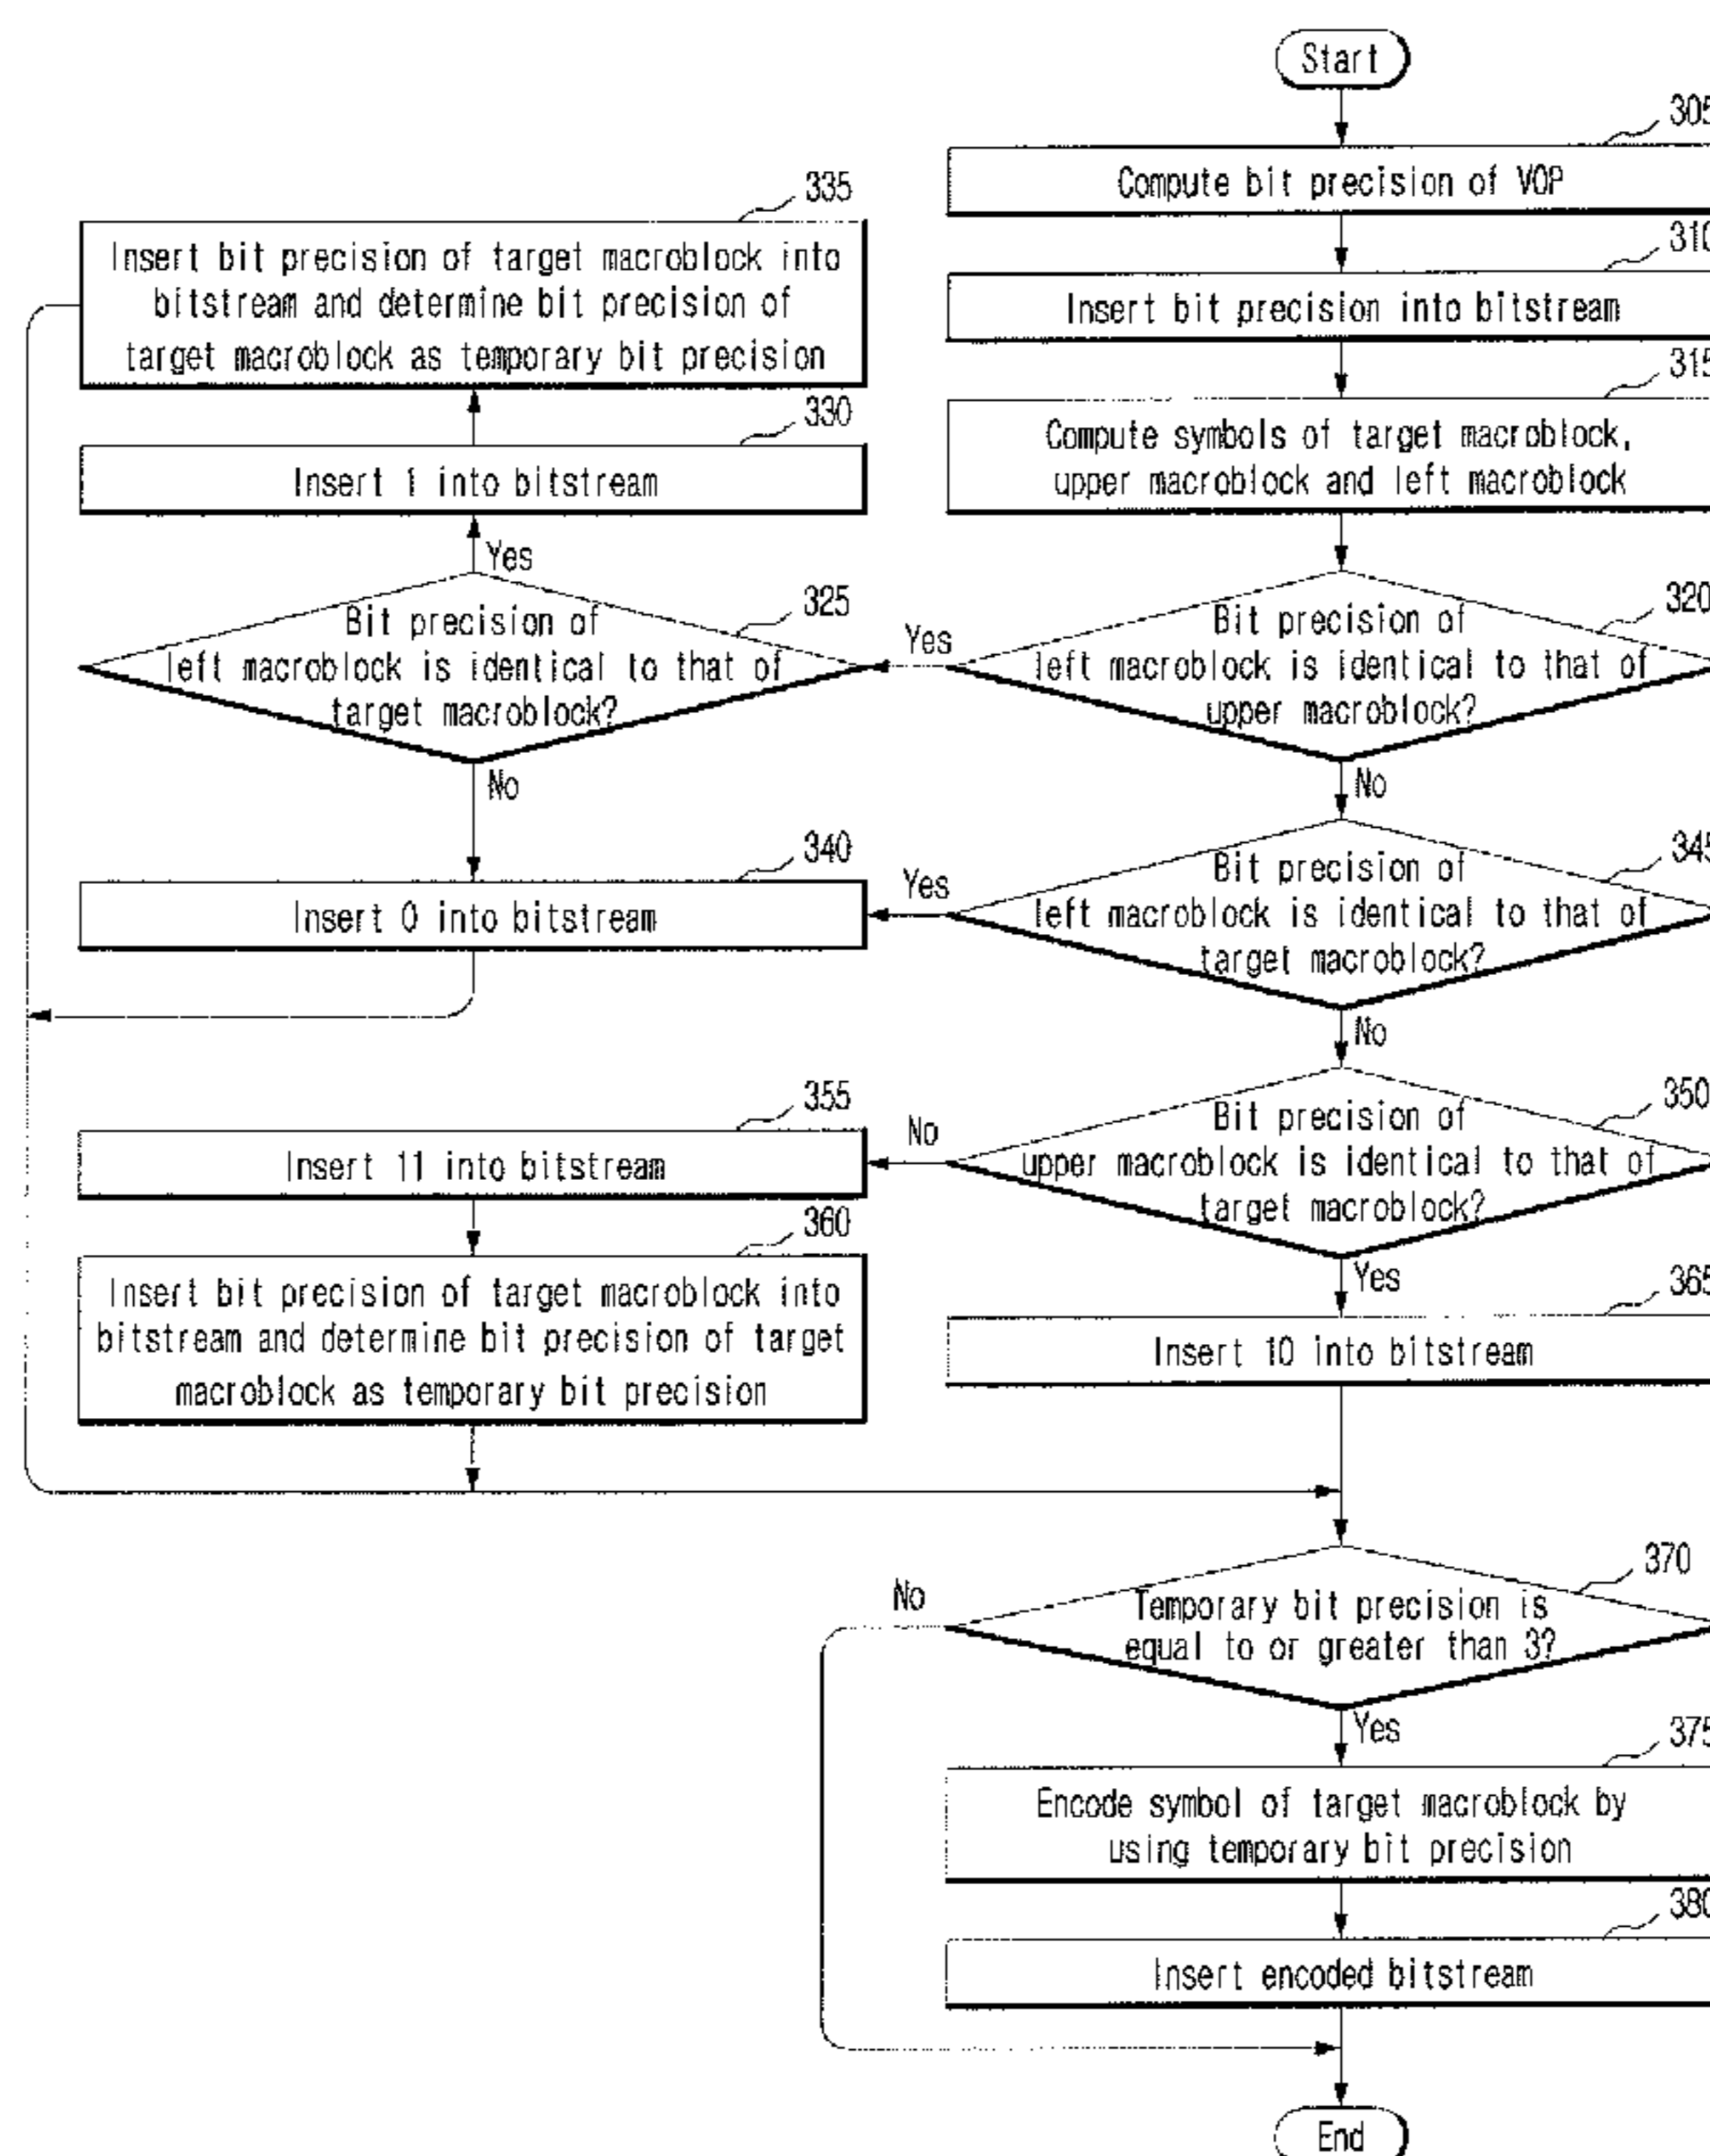 Start
305
Compute bit precision of VOP
310
Insert bit precision into bitstream
315
Compute symbols of target macroblock,
upper macroblock and left macroblock
320
Bit precision of
left macroblock is identical to that of
upper macroblock?
Yes
No
325
Bit precision of
left macroblock is identical to that of
target macroblock?
Yes
No
330
Insert 1 into bitstream
335
Insert bit precision of target macroblock into
bitstream and determine bit precision of
target macroblock as temporary bit precision
340
Insert 0 into bitstream
345
Bit precision of
left macroblock is identical to that of
target macroblock?
Yes
No
350
Bit precision of
upper macroblock is identical to that of
target macroblock?
No
Yes
355
Insert 11 into bitstream
360
Insert bit precision of target macroblock into
bitstream and determine bit precision of target
macroblock as temporary bit precision
365
Insert 10 into bitstream
370
Temporary bit precision is
equal to or greater than 3?
No
Yes
375
Encode symbol of target macroblock by
using temporary bit precision
380
Insert encoded bitstream
End